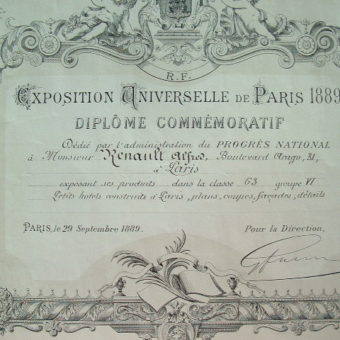 R.F.
EXPOSITION UNIVERSELLE DE PARIS 1889
DIPLÔME COMMÉMORATIF
Dédié par l'administration du PROGRÈS NATIONAL
à Monsieur Renault Boulevard Arago, 31,
à Paris
exposant ses produits dans la classe 63 groupe VI
Petits hotels construits à Paris, plans, coupes, façades, détails
PARIS, le 29 Septembre 1889. Pour la Direction,